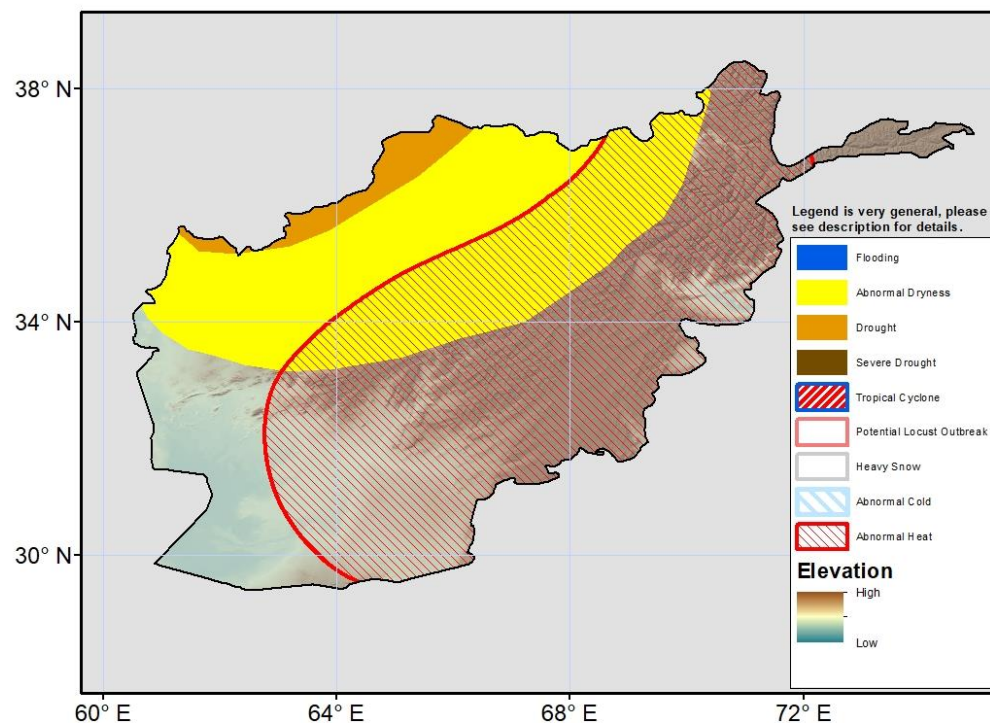 38° N
34° N
30° N
60° E
64° E
68° E
72° E
Legend is very general, please
see description for details.
Flooding
Abnormal Dryness
Drought
Severe Drought
Tropical Cyclone
Potential Locust Outbreak
Heavy Snow
Abnormal Cold
Abnormal Heat
Elevation
High
Low